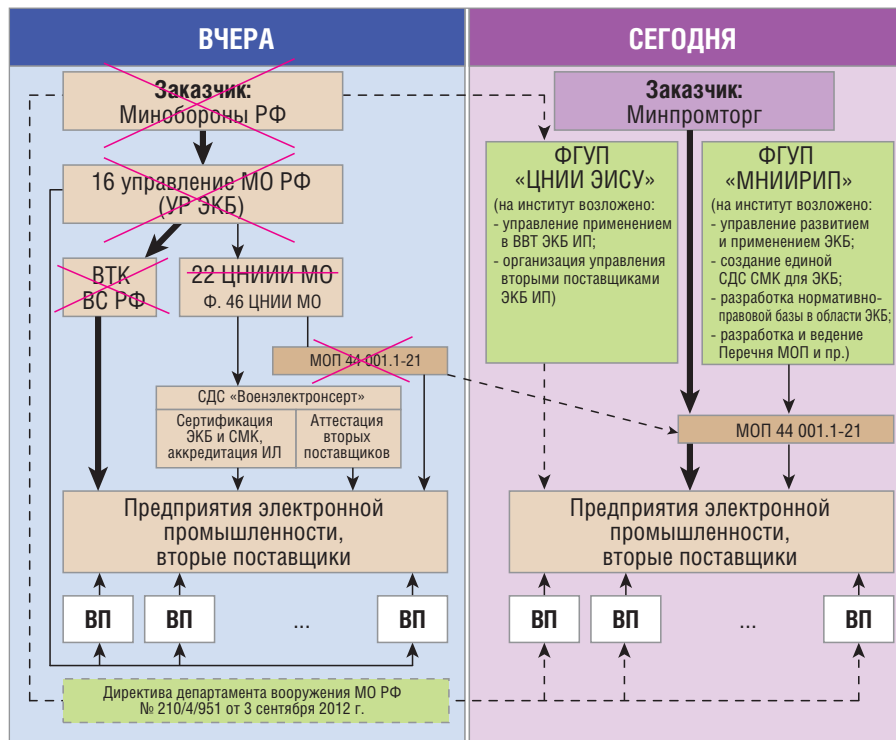 ВЧЕРА
Заказчик:
Минобороны РФ
16 управление МО РФ
(УР ЭКБ)
ВТК
ВС РФ
22 ЦНИИИ МО
Ф. 46 ЦНИИ МО
МОП 44 001.1-21
СДС «Военэлектронсерт»
Сертификация
ЭКБ и СМК,
аккредитация ИЛ
Аттестация
вторых
поставщиков
Предприятия электронной
промышленности,
вторые поставщики
ВП
ВП
...
ВП
Директива департамента вооружения МО РФ
№ 210/4/951 от 3 сентября 2012 г.
СЕГОДНЯ
Заказчик:
Минпромторг
ФГУП
«ЦНИИ ЭИСУ»
(на институт возложено:
- управление применением
в ВВТ ЭКБ ИП;
- организация управления
вторыми поставщиками
ЭКБ ИП)
ФГУП
«МНИИРИП»
(на институт возложено:
- управление развитием
и применением ЭКБ;
- создание единой
СДС СМК для ЭКБ;
- разработка нормативно-
правовой базы в области ЭКБ;
- разработка и ведение
Перечня МОП и пр.)
МОП 44 001.1-21
Предприятия электронной
промышленности,
вторые поставщики
ВП
ВП
...
ВП